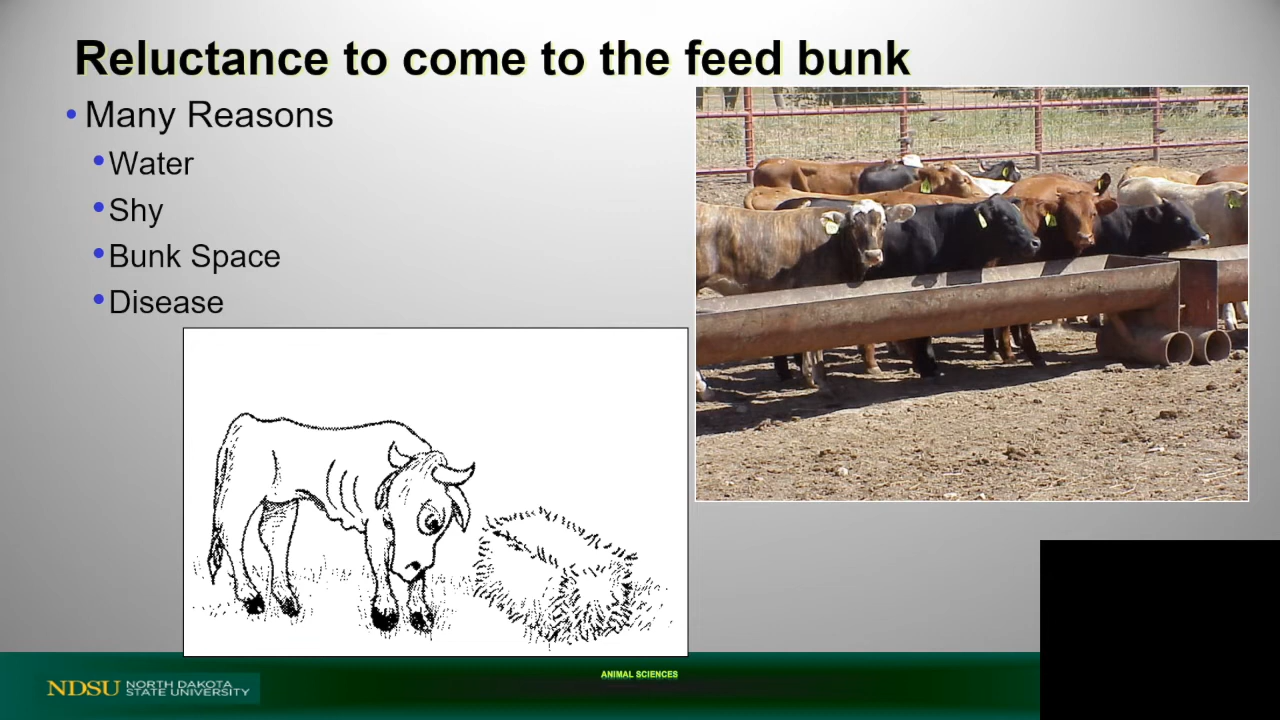 Reluctance to come to the feed bunk
• Many Reasons
• Water
• Shy
• Bunk Space
• Disease
NDSU NORTH DAKOTA
STATE UNIVERSITY
ANIMAL SCIENCES